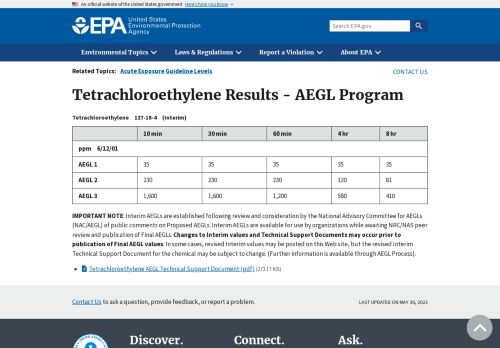 An official website of the United States government Here's how you know
EPA United States Environmental Protection Agency
Search EPA.gov
Environmental Topics Laws & Regulations Report a Violation About EPA
Related Topics: Acute Exposure Guideline Levels CONTACT US
Tetrachloroethylene Results - AEGL Program
Tetrachloroethylene 127-18-4 (Interim)
10 min 30 min 60 min 4 hr 8 hr
ppm 6/12/01
AEGL 1 35 35 35 35 35
AEGL 2 230 230 230 120 81
AEGL 3 1,600 1,600 1,200 580 410
IMPORTANT NOTE: Interim AEGLs are established following review and consideration by the National Advisory Committee for AEGLs
(NAC/AEGL) of public comments on Proposed AEGLs. Interim AEGLs are available for use by organizations while awaiting NRC/NAS peer
review and publication of Final AEGLs. Changes to Interim values and Technical Support Documents may occur prior to
publication of Final AEGL values. In some cases, revised Interim values may be posted on this Web site, but the revised Interim
Technical Support Document for the chemical may be subject to change. (Further information is available through AEGL Process).
Tetrachloroethylene AEGL Technical Support Document (pdf) (273.17 KB)
Contact Us to ask a question, provide feedback, or report a problem. LAST UPDATED ON MAY 30, 2023
Discover. Connect. Ask.